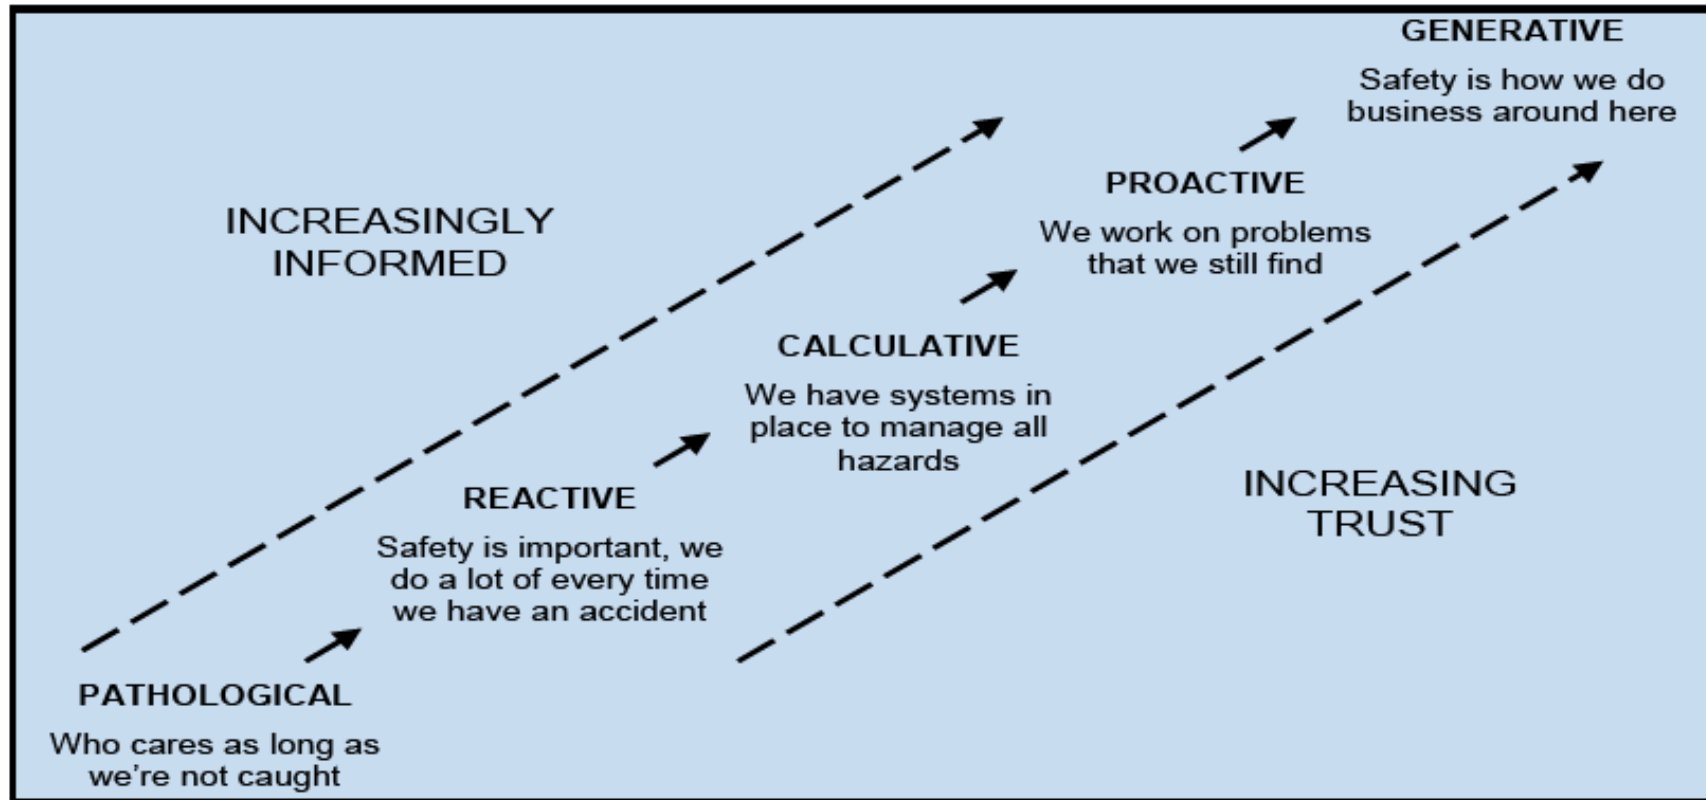 GENERATIVE
Safety is how we do
business around here
PROACTIVE
We work on problems
that we still find
INCREASINGLY
INFORMED
CALCULATIVE
We have systems in
place to manage all
hazards
REACTIVE
Safety is important, we
do a lot of every time
we have an accident
INCREASING
TRUST
PATHOLOGICAL
Who cares as long as
we're not caught